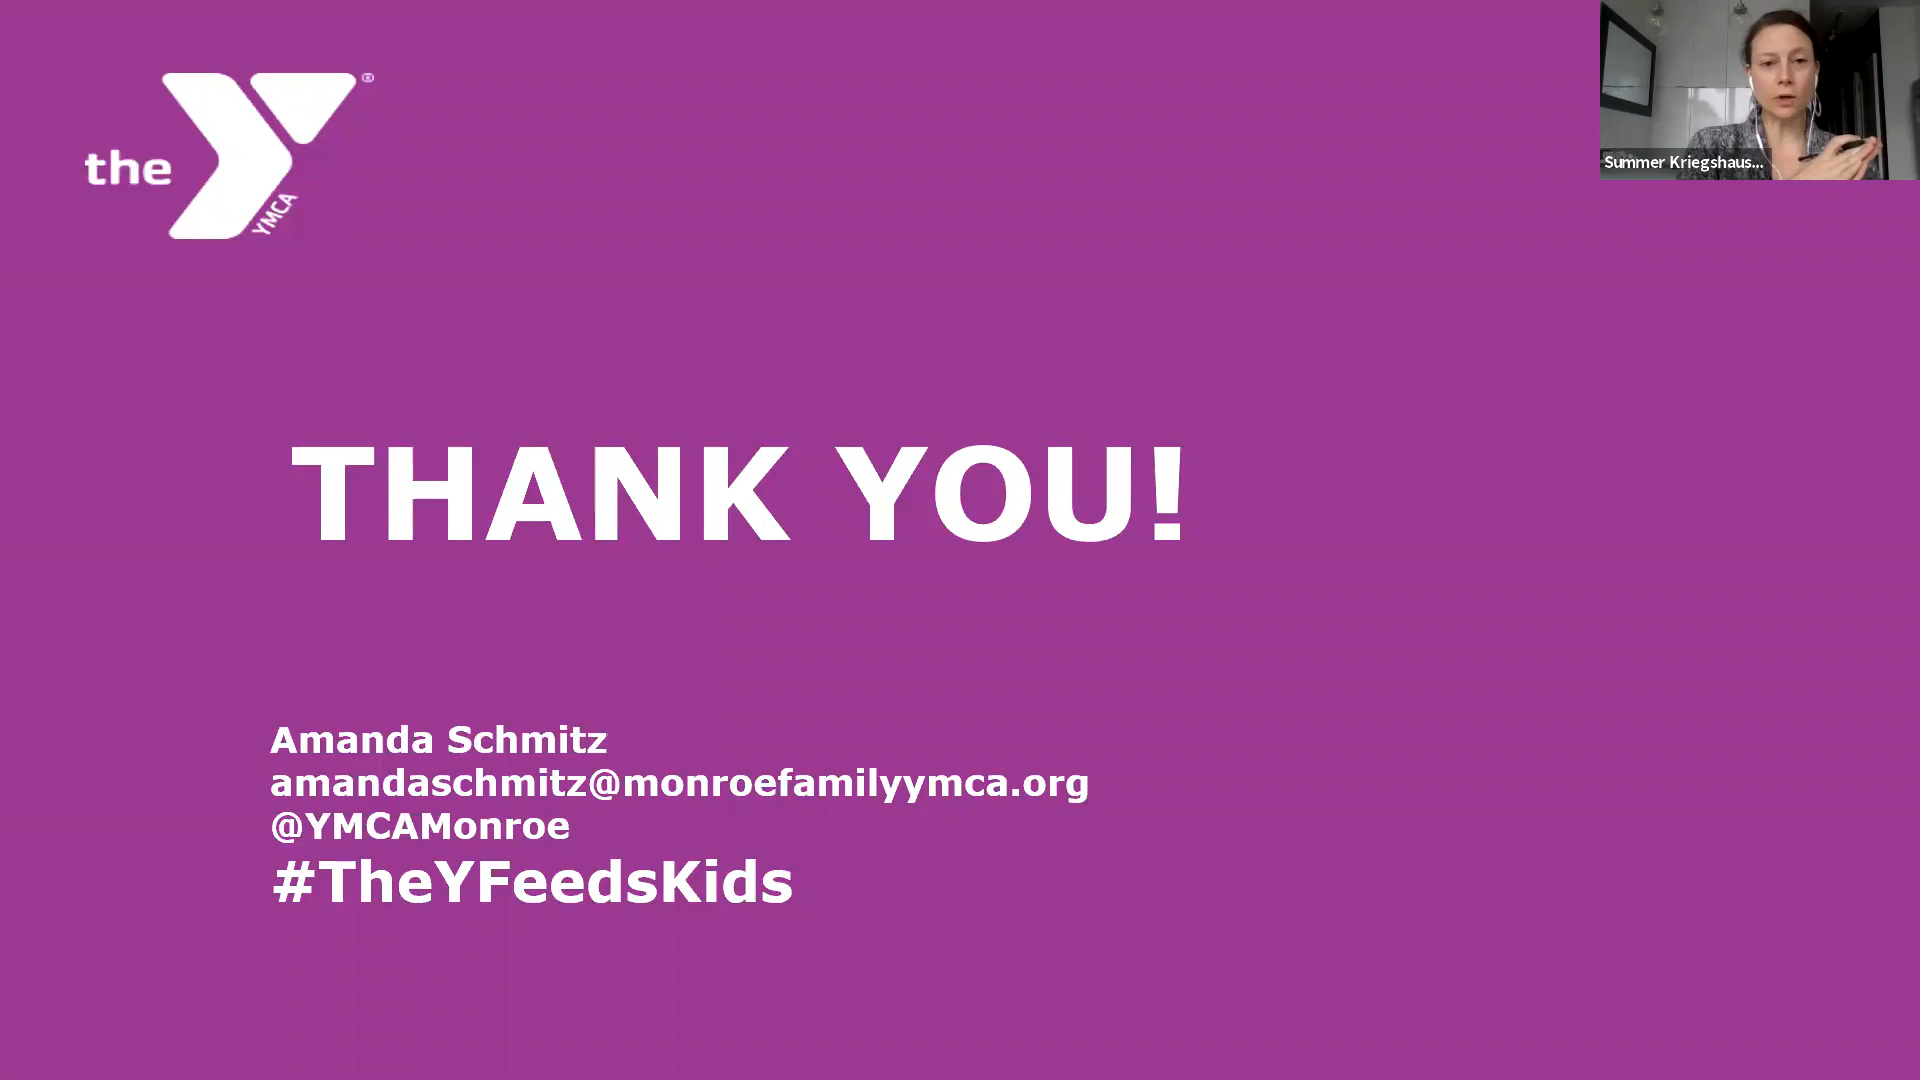 the
YMCA
®
Summer Kriegshaus...
THANK YOU!
Amanda Schmitz
amandaschmitz@monroefamilyymca.org
@YMCAMonroe
#TheYFeedsKids